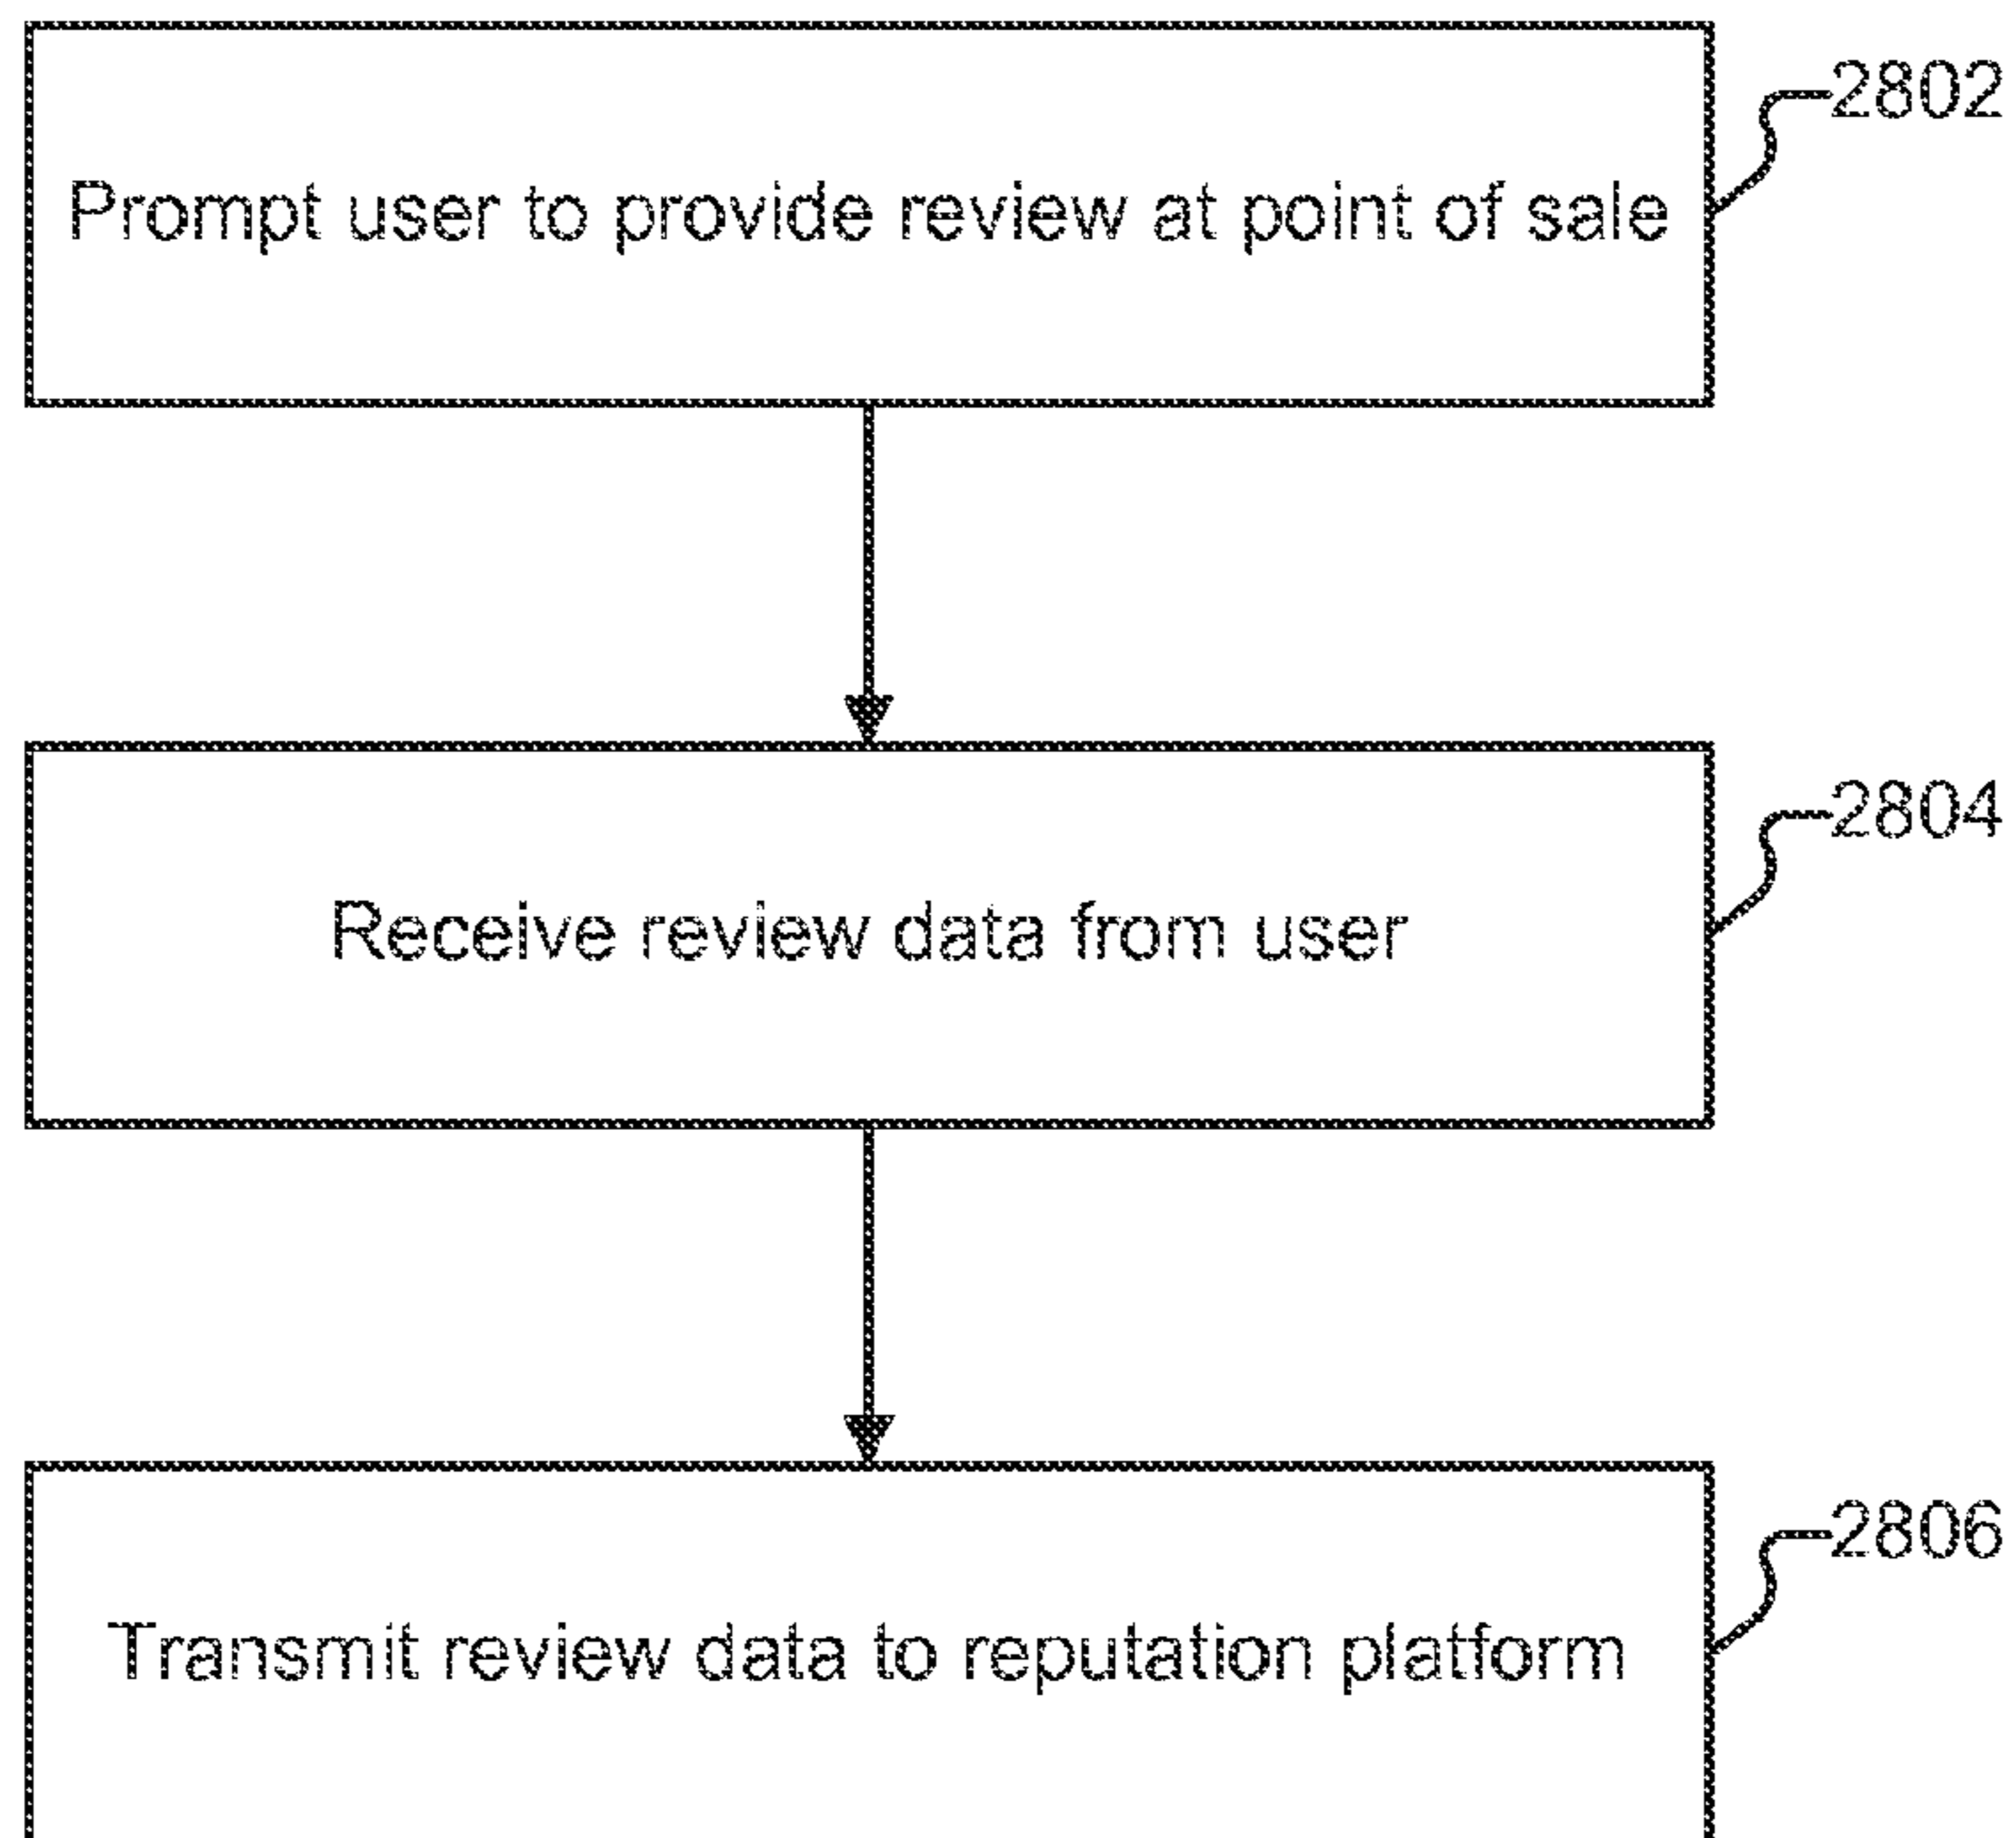 2802
Prompt user to provide review at point of sale
2804
Receive review data from user
2806
Transmit review data to reputation platform